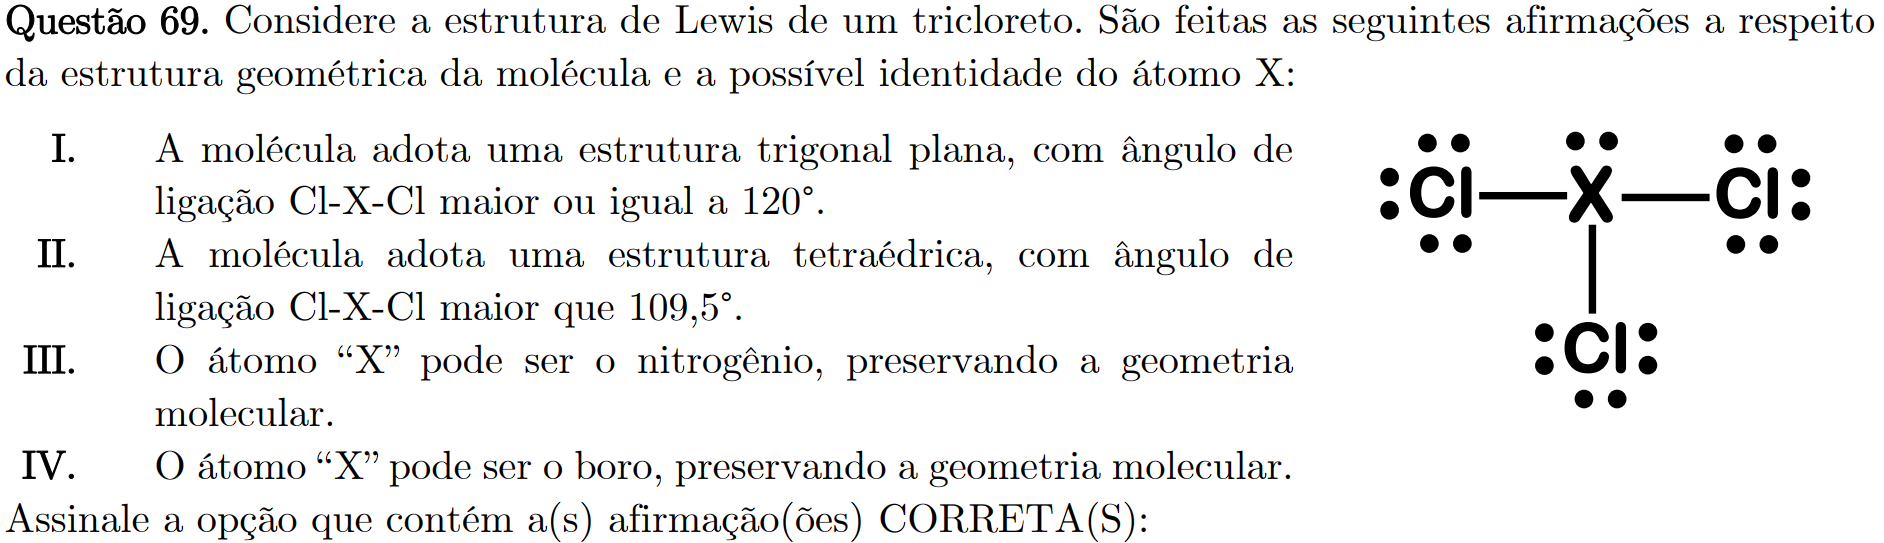 Questão 69. Considere a estrutura de Lewis de um tricloreto. São feitas as seguintes afirmações a respeito
da estrutura geométrica da molécula e a possível identidade do átomo X:
I. A molécula adota uma estrutura trigonal plana, com ângulo de
ligação Cl-X-Cl maior ou igual a 120°.
II. A molécula adota uma estrutura tetraédrica, com ângulo de
ligação Cl-X-Cl maior que 109,5°.
III. O átomo “X” pode ser o nitrogênio, preservando a geometria
molecular.
IV. O átomo “X” pode ser o boro, preservando a geometria molecular.
Assinale a opção que contém a(s) afirmação(ões) CORRETA(S):
Cl X Cl
Cl